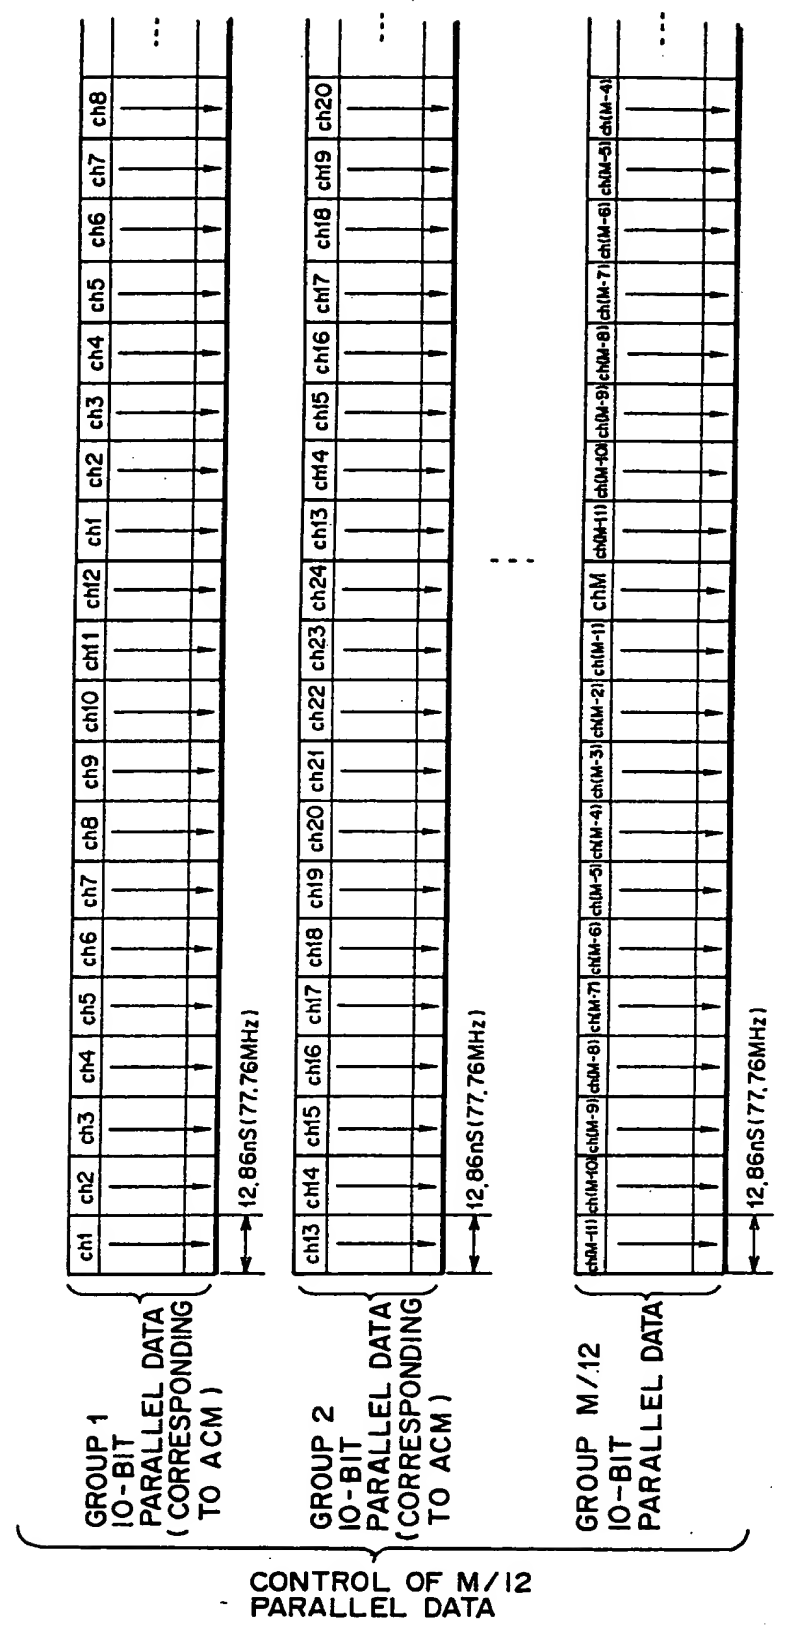 CONTROL OF M/12
PARALLEL DATA
GROUP 1
10-BIT
PARALLEL DATA
(CORRESPONDING
TO ACM)
ch1 ch2 ch3 ch4 ch5 ch6 ch7 ch8 ch9 ch10 ch11 ch12 ch1 ch2 ch3 ch4 ch5 ch6 ch7 ch8
...
12.86nS(77.76MHz)
GROUP 2
10-BIT
PARALLEL DATA
(CORRESPONDING
TO ACM)
ch13 ch14 ch15 ch16 ch17 ch18 ch19 ch20 ch21 ch22 ch23 ch24 ch13 ch14 ch15 ch16 ch17 ch18 ch19 ch20
...
12.86nS(77.76MHz)
...
GROUP M/12
10-BIT
PARALLEL DATA
ch(M-11) ch(M-10) ch(M-9) ch(M-8) ch(M-7) ch(M-6) ch(M-5) ch(M-4) ch(M-3) ch(M-2) ch(M-1) chM ch(M-11) ch(M-10) ch(M-9) ch(M-8) ch(M-7) ch(M-6) ch(M-5) ch(M-4)
...
12.86nS(77.76MHz)